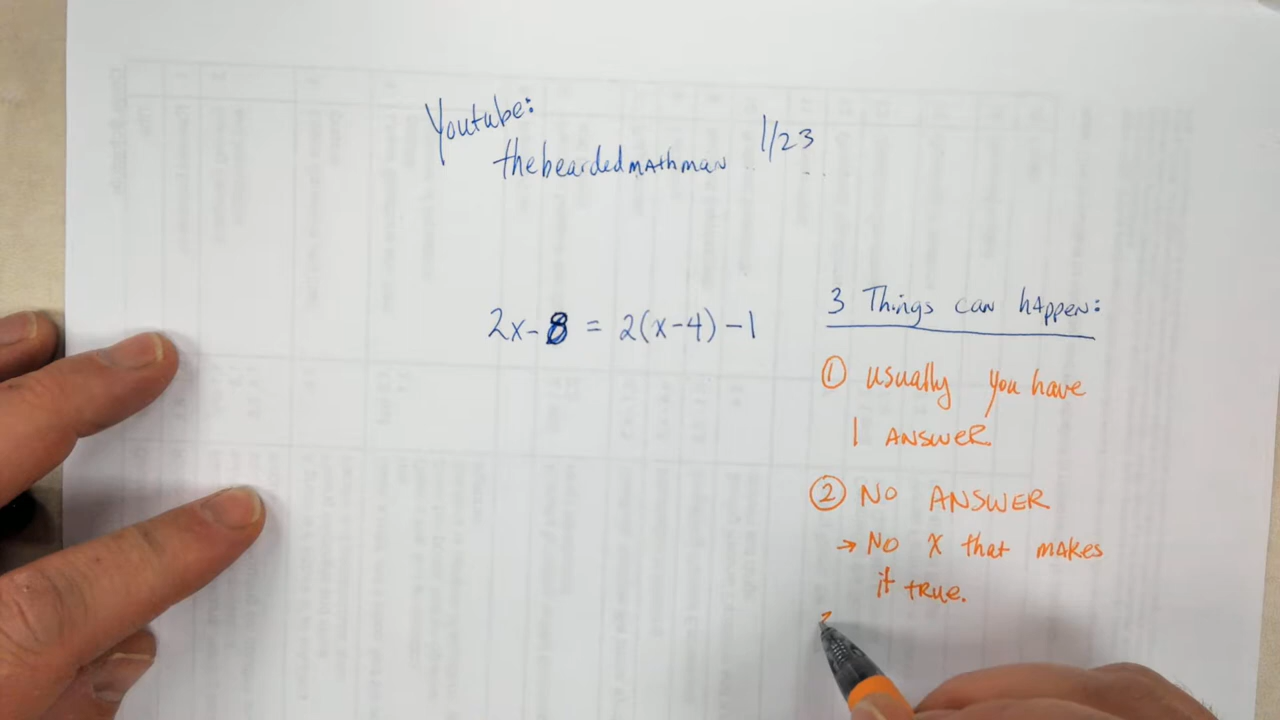 Youtube:
thebeardedmathman 1/23
2x-8 = 2(x-4)-1
3 Things can happen:
① usually you have
1 ANSWER
② NO ANSWER
→ No x that makes
it true.